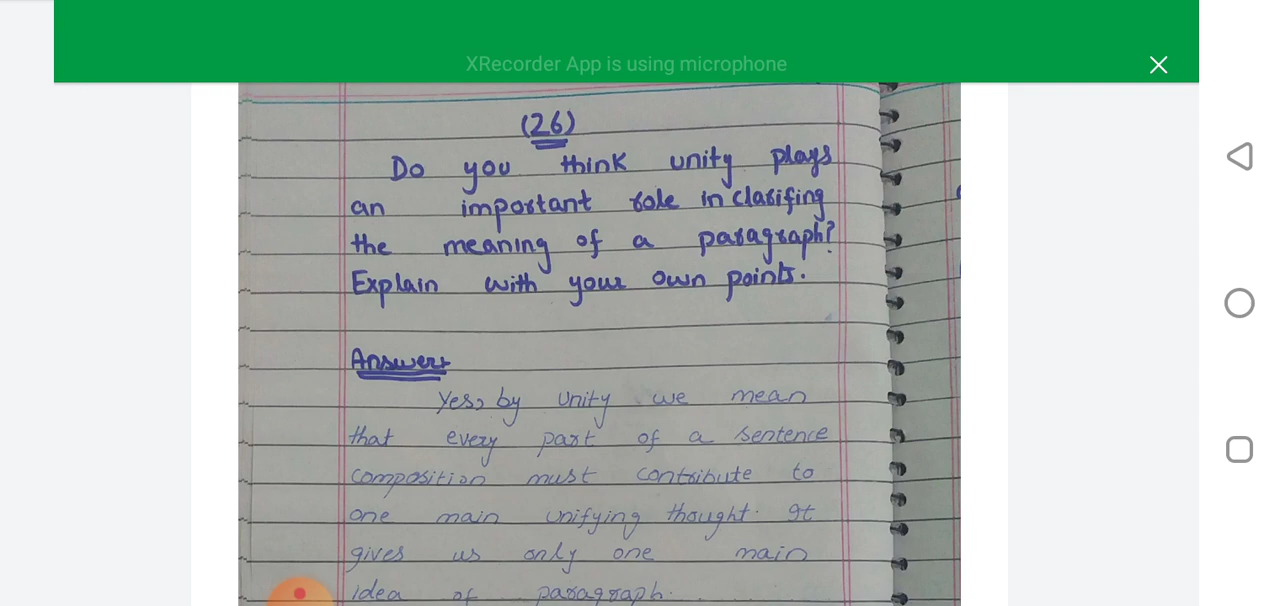 XRecorder App is using microphone
(26)
Do you think unity plays
an important role in clarifing
the meaning of a paragraph?
Explain with your own points.
Answer:
Yes, by Unity we mean
that every part of a sentence
composition must contribute to
one main unifying thought. It
gives us only one main
idea of paragraph.